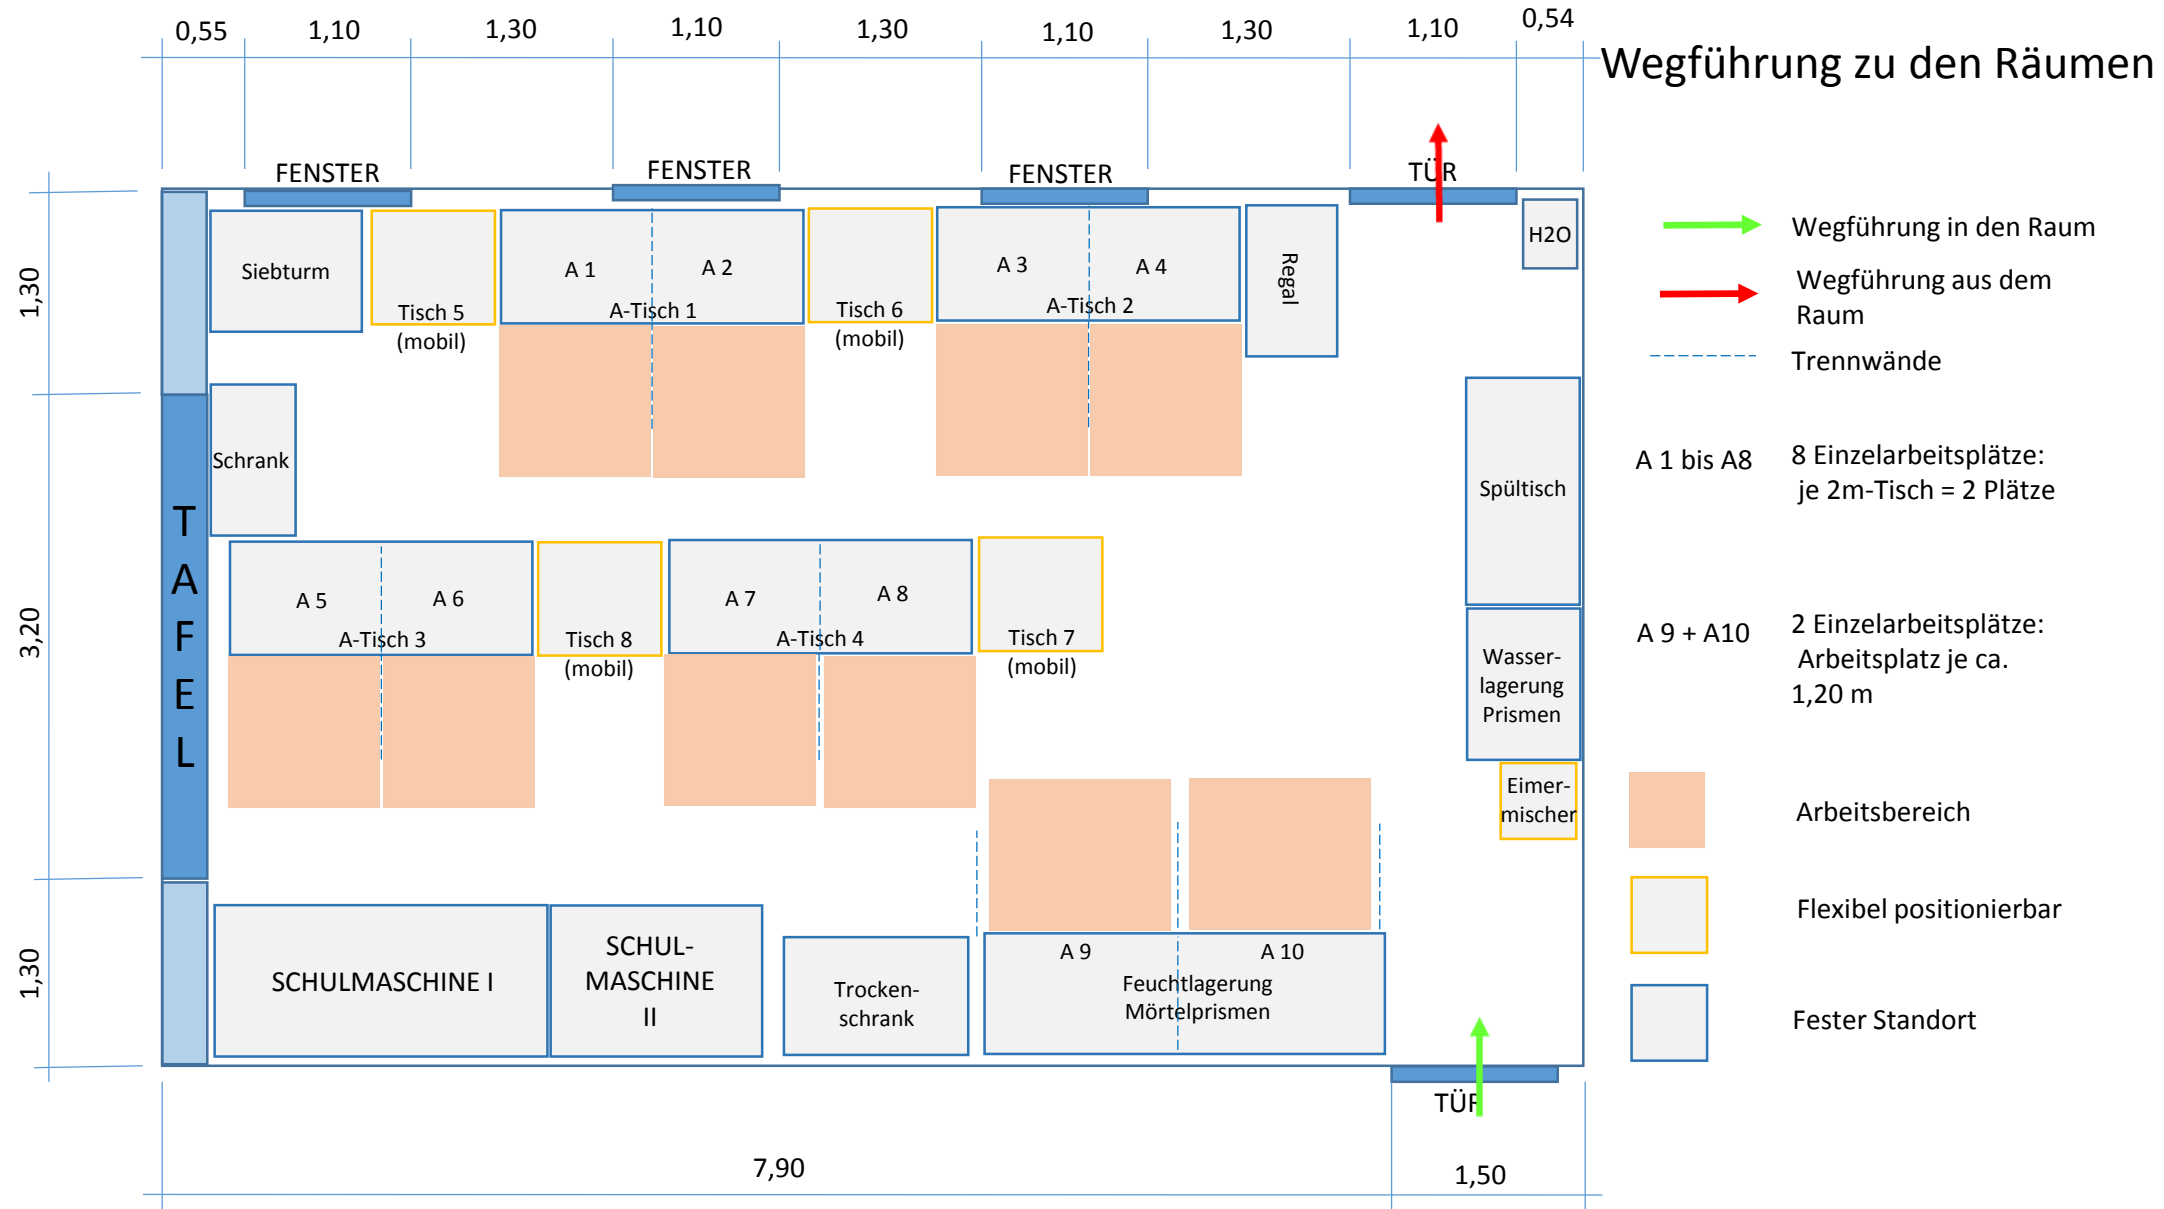 0,55
1,10
1,30
1,10
1,30
1,10
1,30
1,10
0,54
Wegführung zu den Räumen
FENSTER
FENSTER
FENSTER
TÜR
1,30
3,20
1,30
Siebturm
Tisch 5
(mobil)
A 1
A 2
A-Tisch 1
Tisch 6
(mobil)
A 3
A 4
A-Tisch 2
Regal
H2O
Schrank
TAFEL
Spültisch
A 5
A 6
A-Tisch 3
Tisch 8
(mobil)
A 7
A 8
A-Tisch 4
Tisch 7
(mobil)
Wasser-
lagerung
Prismen
Eimer-
mischer
SCHULMASCHINE I
SCHUL-
MASCHINE
II
Trocken-
schrank
A 9
A 10
Feuchtlagerung
Mörtelprismen
TÜR
7,90
1,50
Wegführung in den Raum
Wegführung aus dem
Raum
Trennwände
A 1 bis A8
8 Einzelarbeitsplätze:
je 2m-Tisch = 2 Plätze
A 9 + A10
2 Einzelarbeitsplätze:
Arbeitsplatz je ca.
1,20 m
Arbeitsbereich
Flexibel positionierbar
Fester Standort